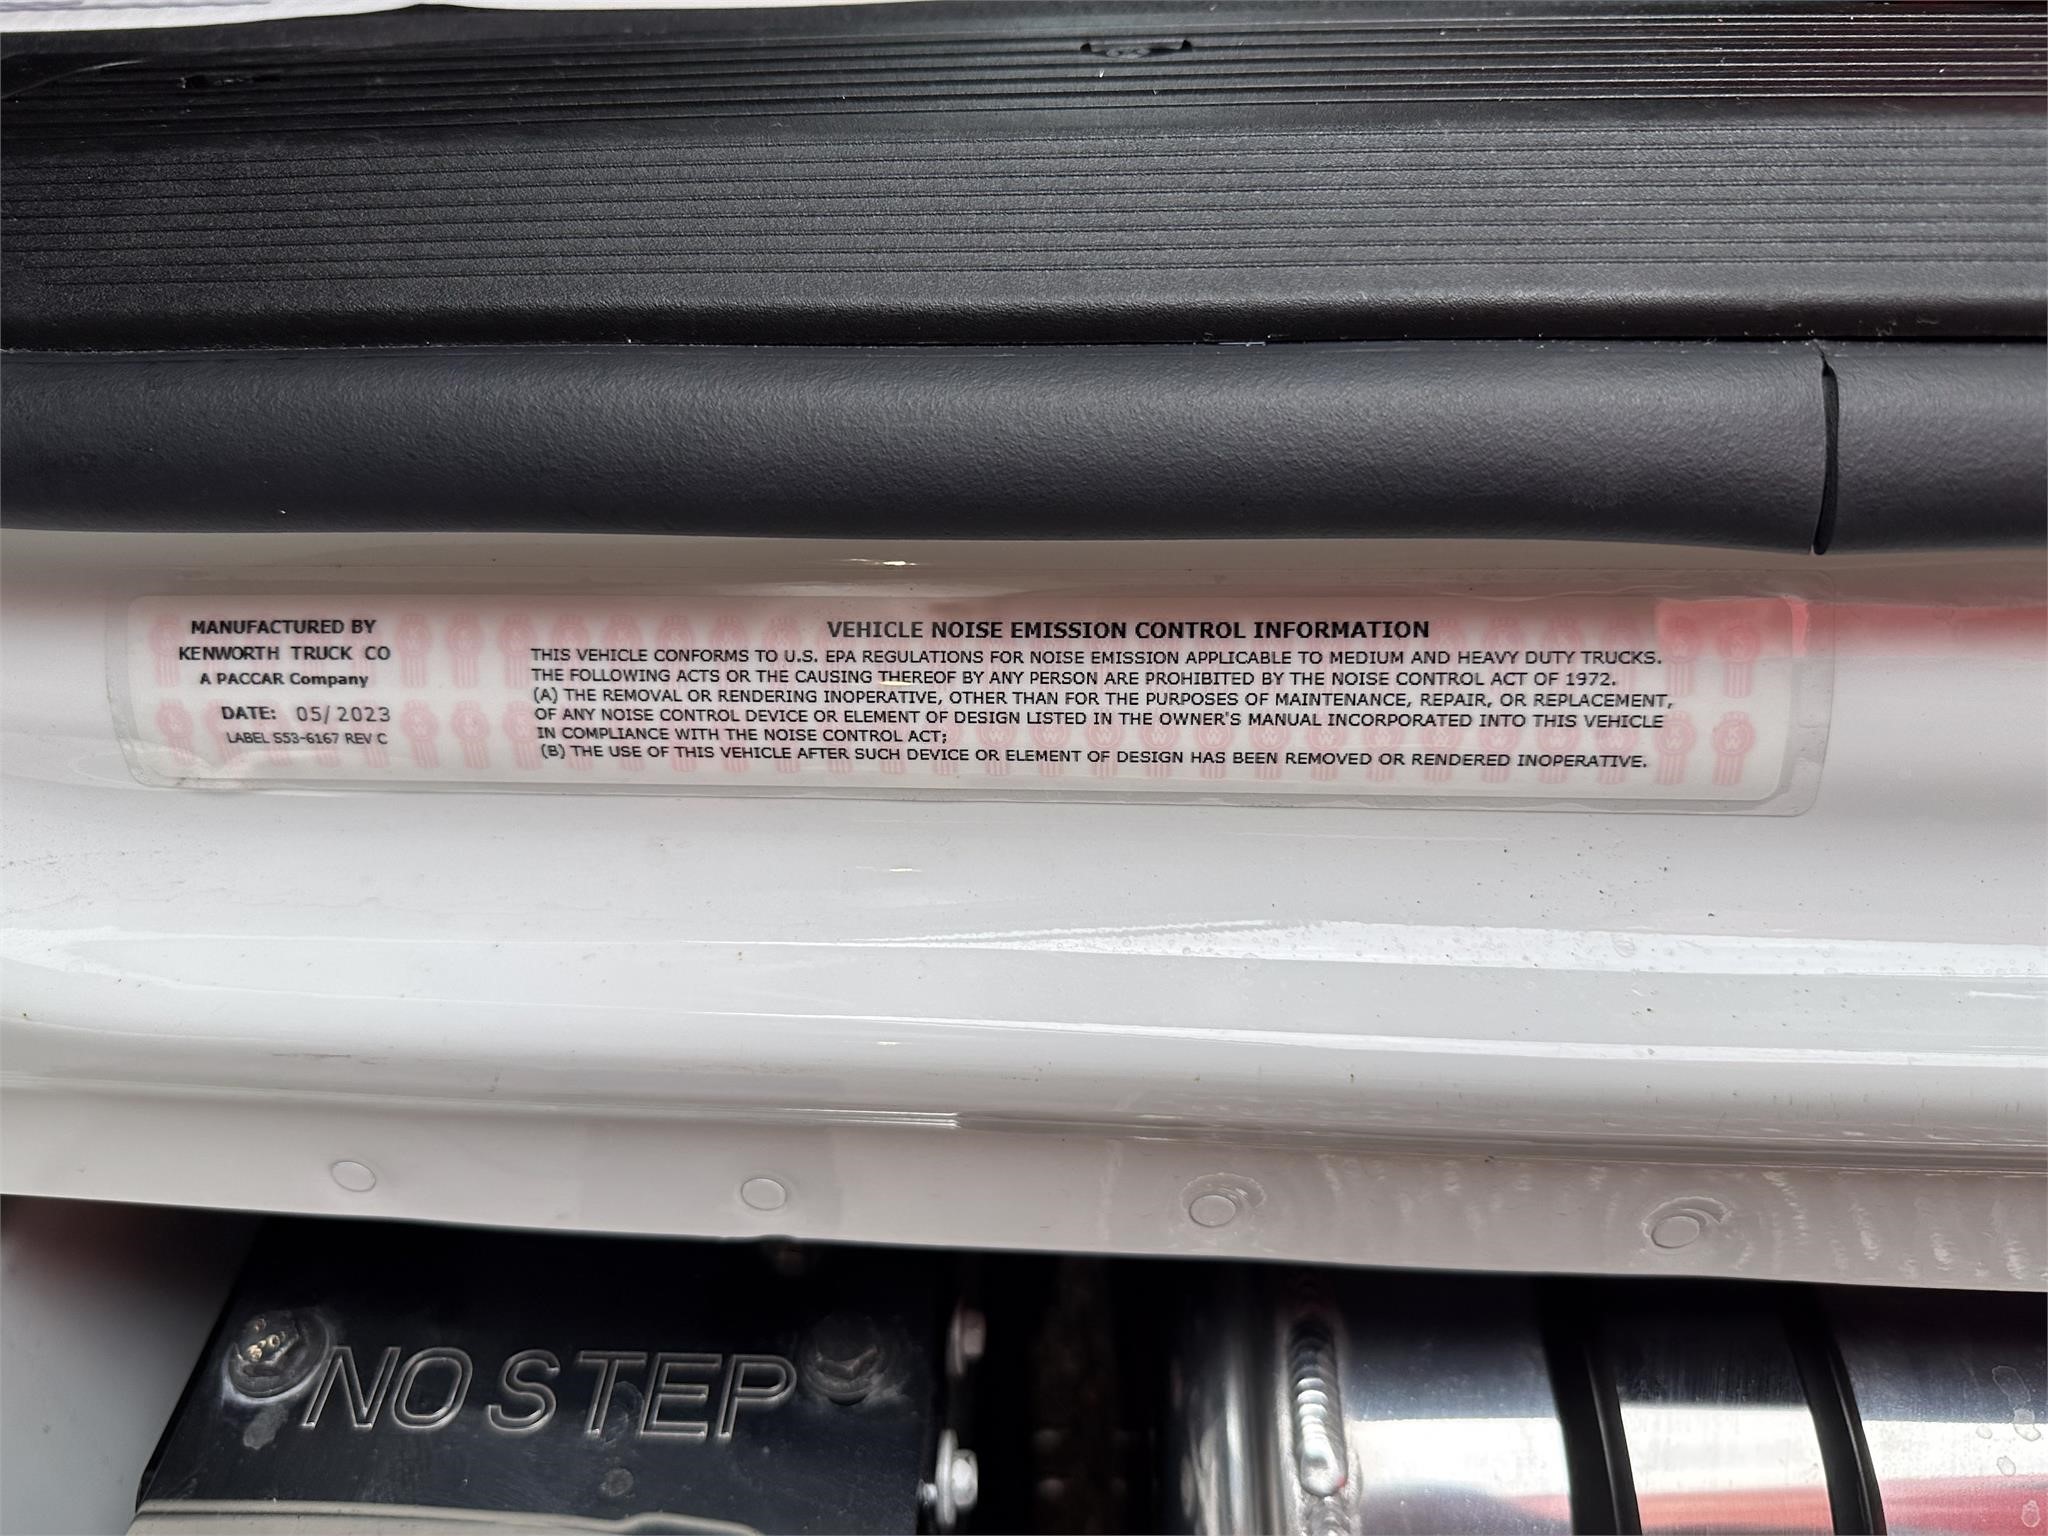 MANUFACTURED BY
KENWORTH TRUCK CO
A PACCAR Company
DATE: 05/2023
LABEL S53-6167 REV C
VEHICLE NOISE EMISSION CONTROL INFORMATION
THIS VEHICLE CONFORMS TO U.S. EPA REGULATIONS FOR NOISE EMISSION APPLICABLE TO MEDIUM AND HEAVY DUTY TRUCKS.
THE FOLLOWING ACTS OR THE CAUSING THEREOF BY ANY PERSON ARE PROHIBITED BY THE NOISE CONTROL ACT OF 1972.
(A) THE REMOVAL OR RENDERING INOPERATIVE, OTHER THAN FOR THE PURPOSES OF MAINTENANCE, REPAIR, OR REPLACEMENT,
OF ANY NOISE CONTROL DEVICE OR ELEMENT OF DESIGN LISTED IN THE OWNER'S MANUAL INCORPORATED INTO THIS VEHICLE
IN COMPLIANCE WITH THE NOISE CONTROL ACT;
(B) THE USE OF THIS VEHICLE AFTER SUCH DEVICE OR ELEMENT OF DESIGN HAS BEEN REMOVED OR RENDERED INOPERATIVE.
NO STEP